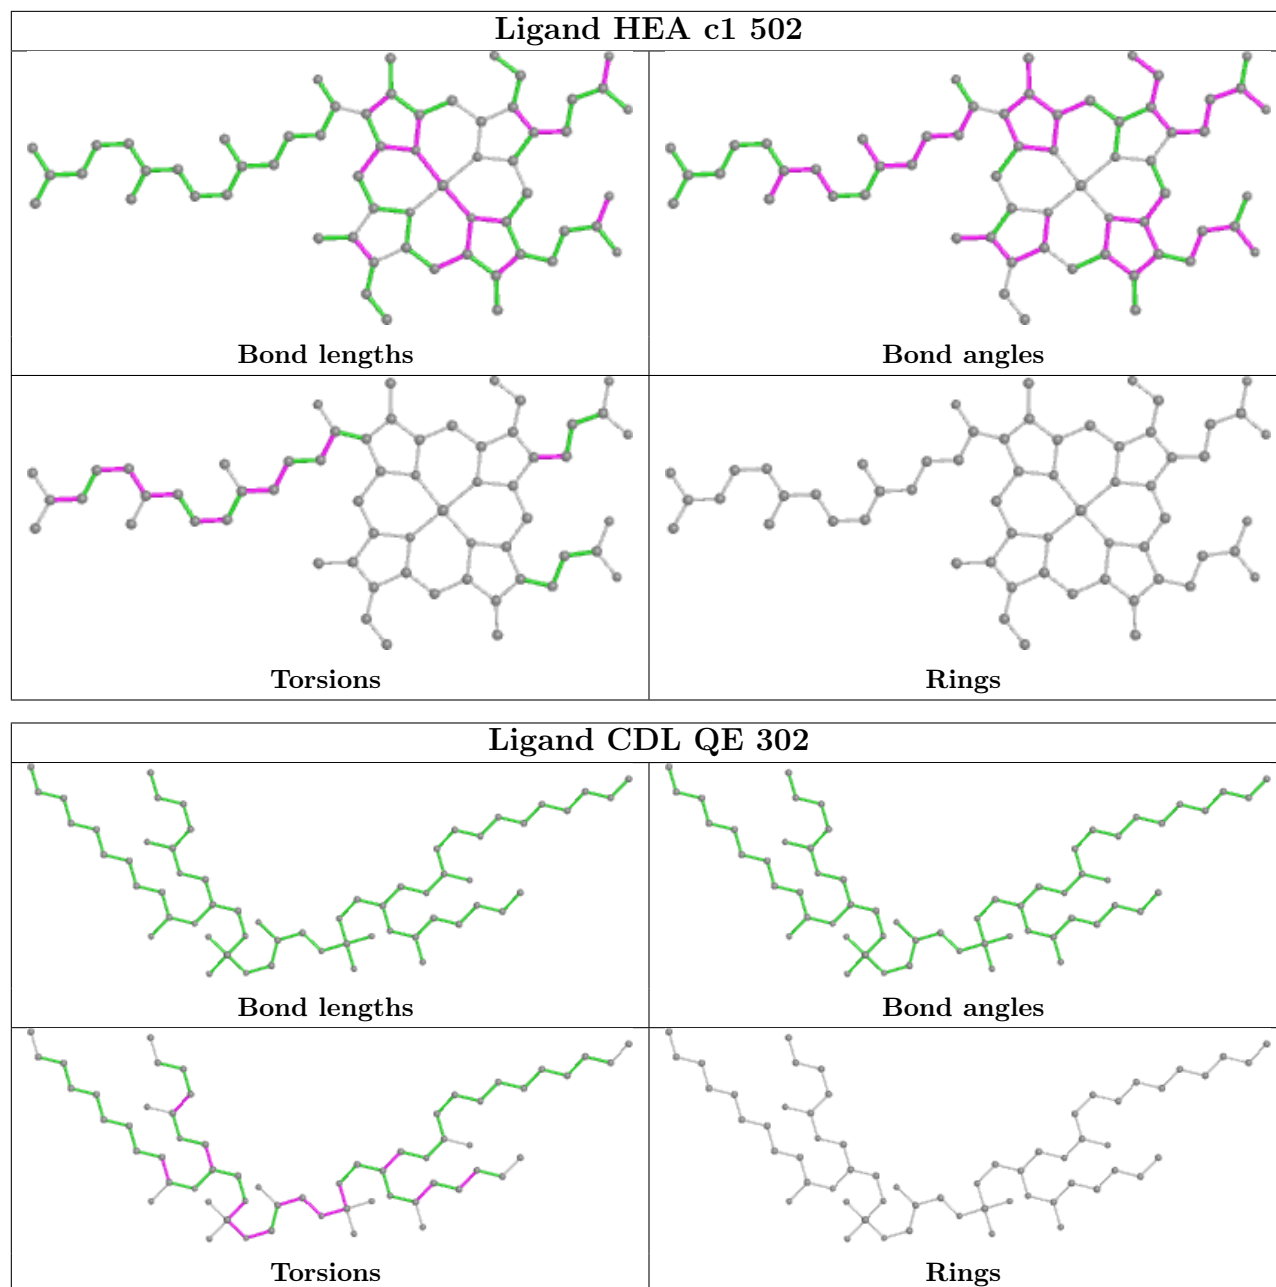 Ligand HEA c1 502
Bond lengths
Bond angles
Torsions
Rings
Ligand CDL QE 302
Bond lengths
Bond angles
Torsions
Rings